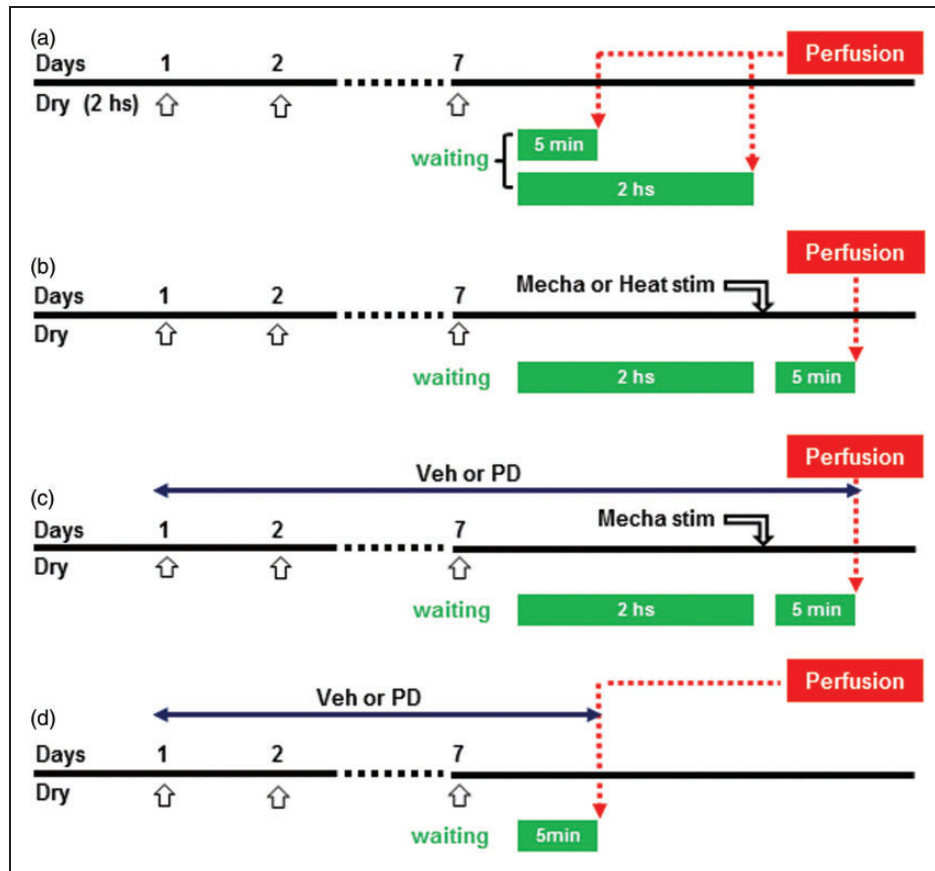 (a)
Perfusion
Days 1 2 7
Dry (2 hs)
waiting
5 min
2 hs
Perfusion
(b)
Mecha or Heat stim
Days 1 2 7
Dry
waiting 2 hs 5 min
Perfusion
Veh or PD
(c)
Mecha stim
Days 1 2 7
Dry
waiting 2 hs 5 min
Perfusion
Veh or PD
(d)
Days 1 2 7
Dry
waiting 5min